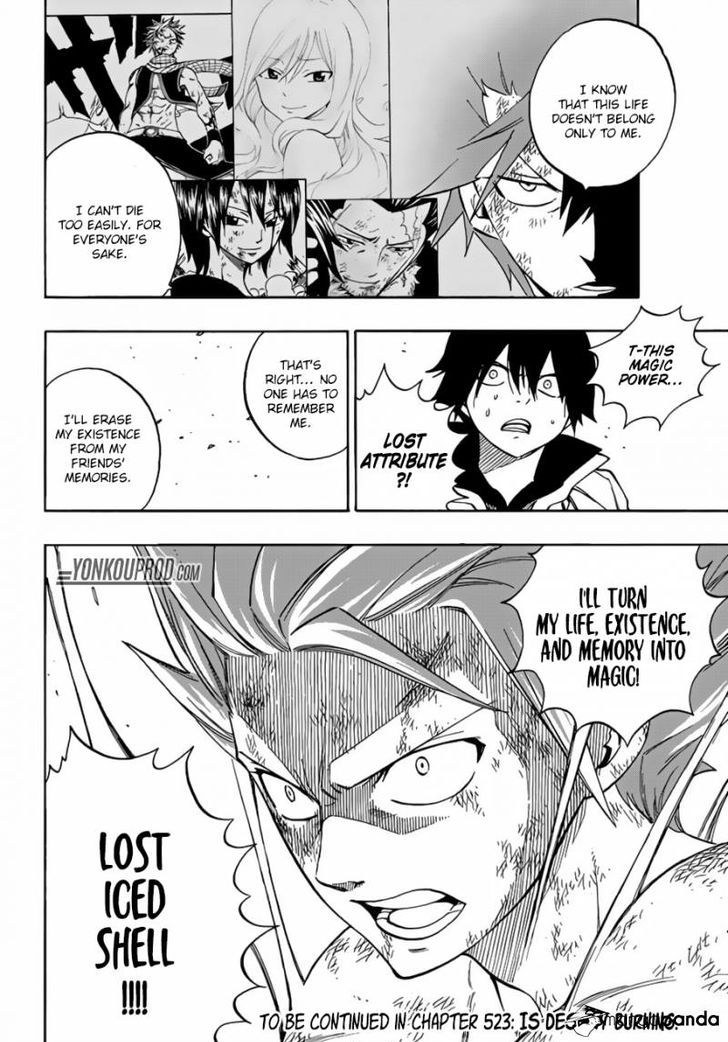 I KNOW
THAT THIS LIFE
DOESN'T BELONG
ONLY TO ME.
I CAN'T DIE
TOO EASILY. FOR
EVERYONE'S
SAKE.
T-THIS
MAGIC
POWER...
LOST
ATTRIBUTE
?!
THAT'S
RIGHT... NO
ONE HAS TO
REMEMBER
ME.
I'LL ERASE
MY EXISTENCE
FROM MY
FRIENDS'
MEMORIES.
YONKOUPROD.COM
I'LL TURN
MY LIFE, EXISTENCE,
AND MEMORY INTO
MAGIC!
LOST
ICED
SHELL
!!!!
TO BE CONTINUED IN CHAPTER 523: IS BURNING.